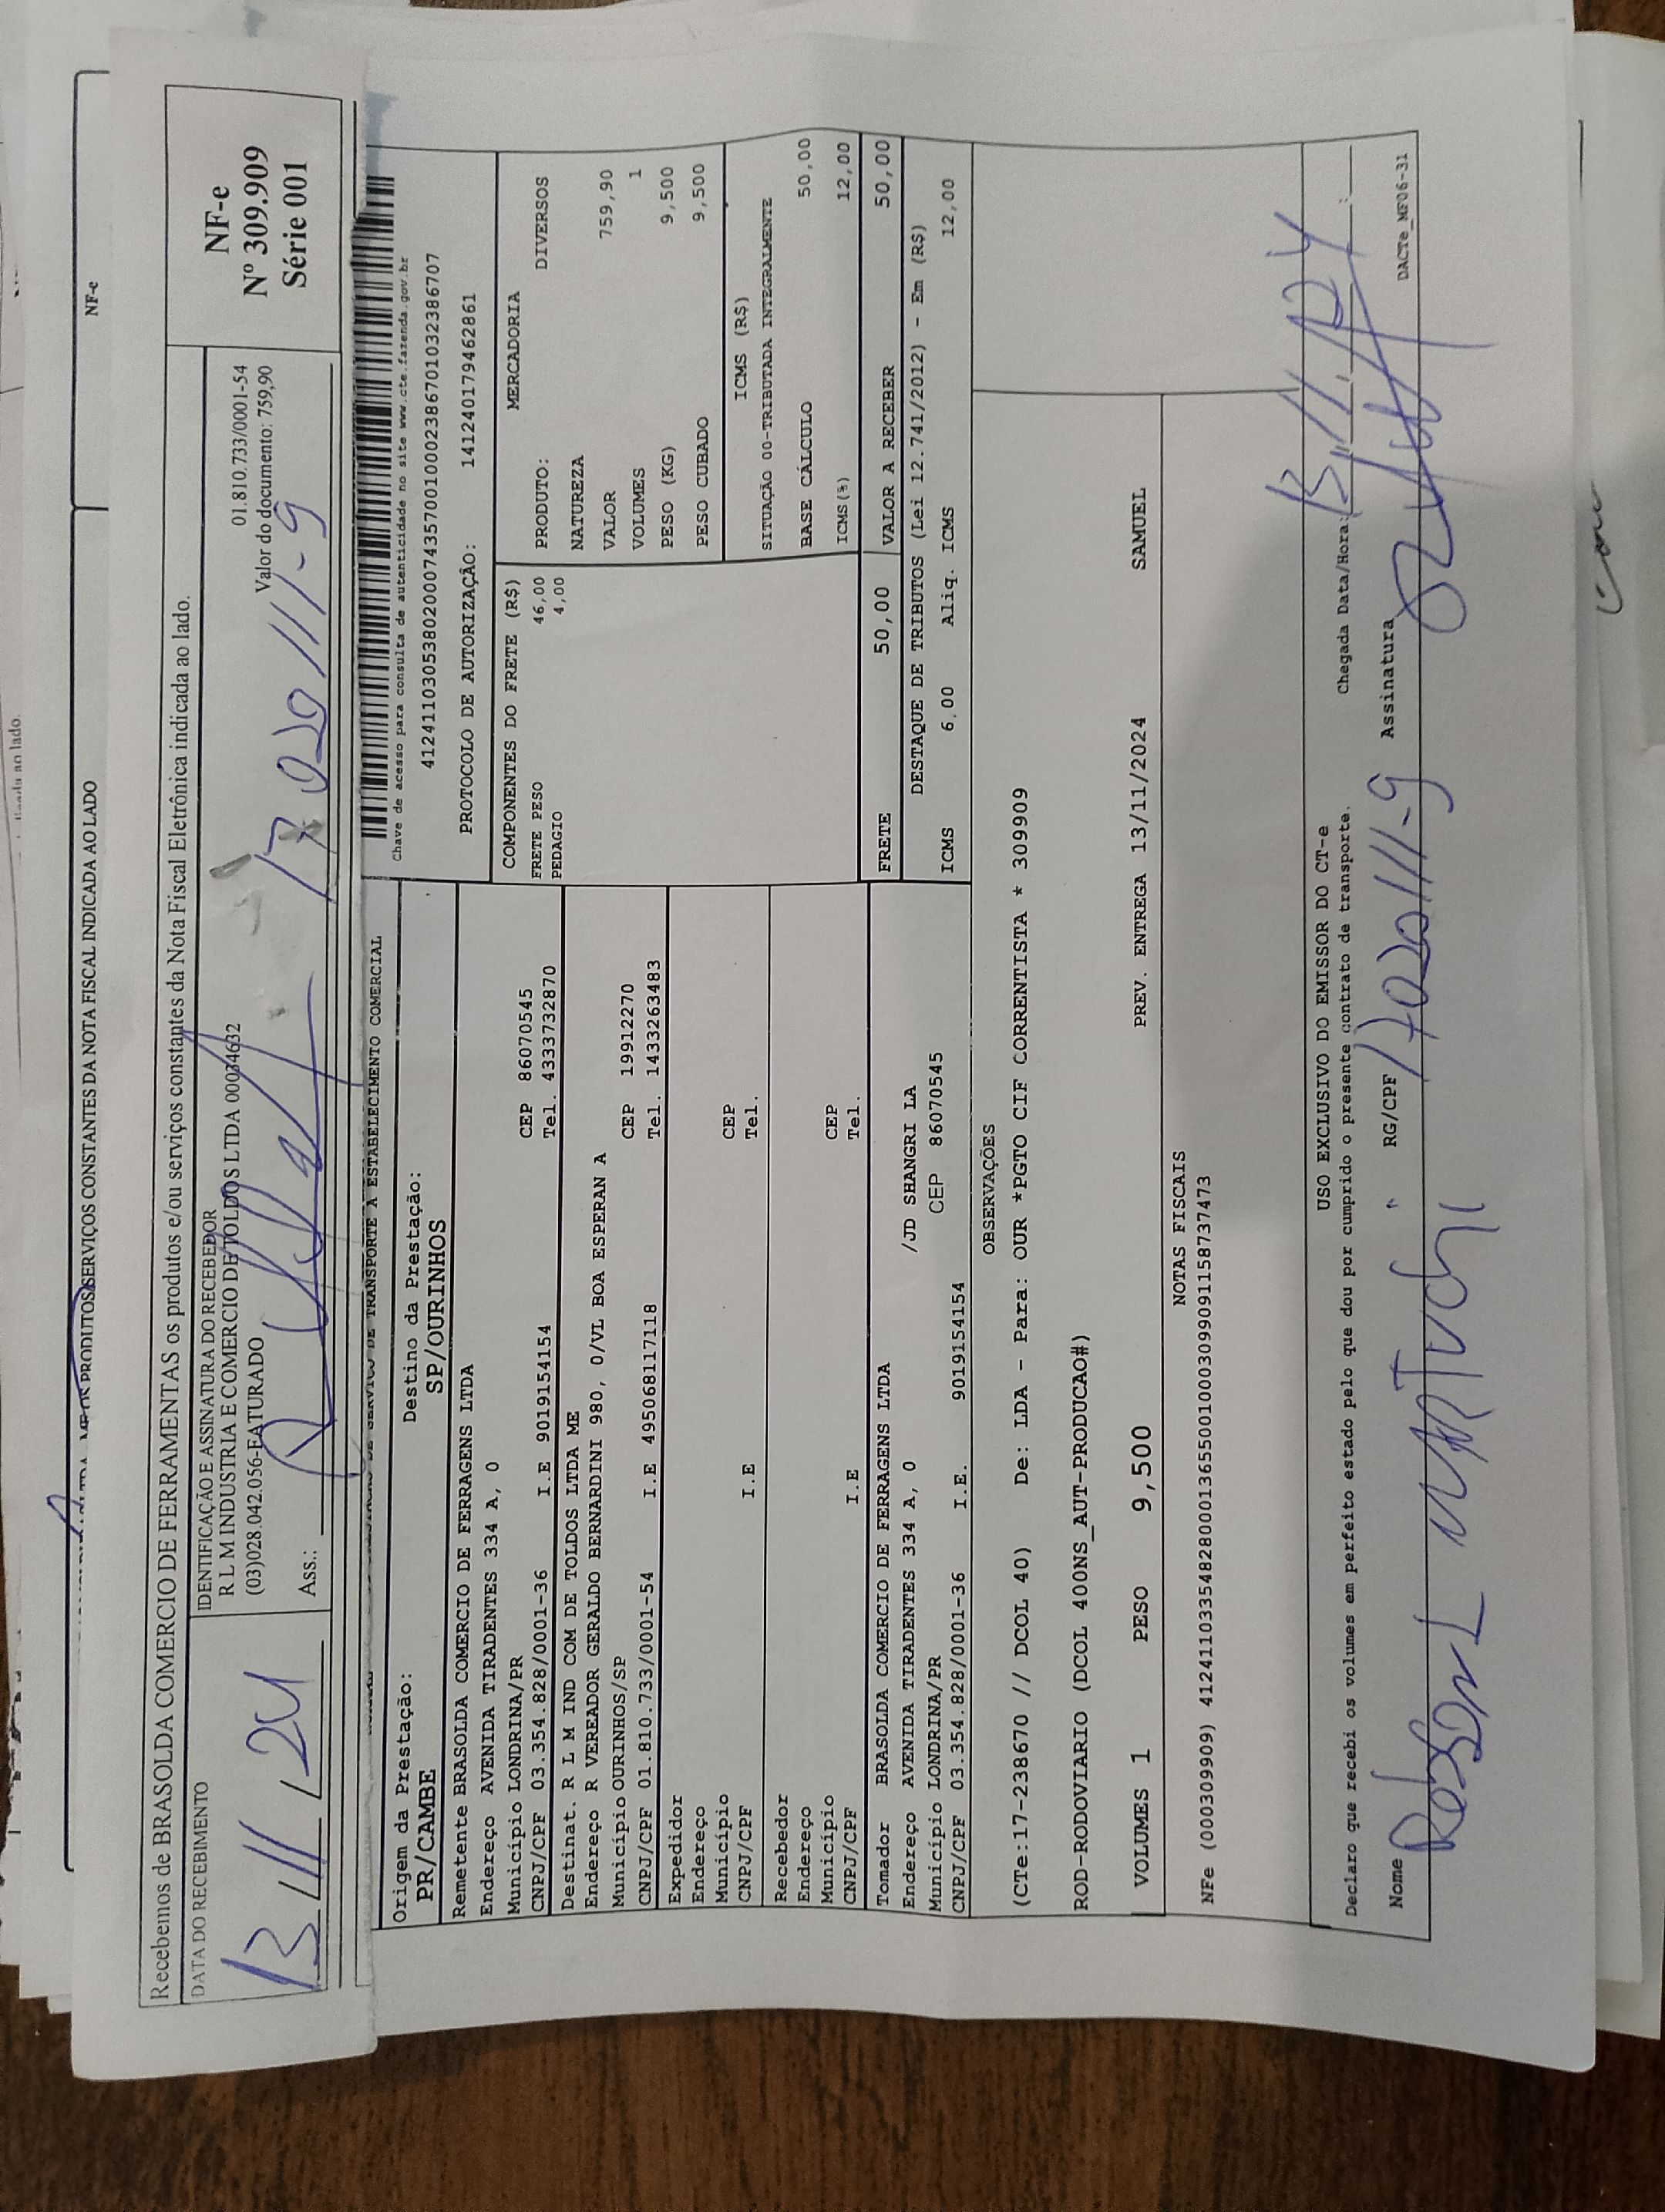 NF-e
SERVIÇOS CONSTANTES DA NOTA FISCAL INDICADA AO LADO
Recebemos de BRASOLDA COMERCIO DE FERRAMENTAS os produtos e/ou serviços constantes da Nota Fiscal Eletrônica indicada ao lado.
NF-e
Nº 309.909
Série 001
DATA DO RECEBIMENTO
13/11/24
IDENTIFICAÇÃO E ASSINATURA DO RECEBEDOR
R L M INDUSTRIA E COMERCIO DE TOLDOS LTDA 00034632
01.810.733/0001-54
(03)028.042.056-FATURADO
Valor do documento: 759,90
Ass.:
Chave de acesso para consulta de autenticidade no site www.cte.fazenda.gov.br
41241103053802000743570010002386701032386707
PROTOCOLO DE AUTORIZAÇÃO: 141240179462861
TRANSPORTE A ESTABELECIMENTO COMERCIAL
Origem da Prestação: Destino da Prestação:
PR/CAMBE SP/OURINHOS
Remetente BRASOLDA COMERCIO DE FERRAGENS LTDA
Endereço AVENIDA TIRADENTES 334 A, 0
Município LONDRINA/PR CEP 86070545
CNPJ/CPF 03.354.828/0001-36 I.E 9019154154 Tel. 4333732870
Destinat. R L M IND COM DE TOLDOS LTDA ME
Endereço R VEREADOR GERALDO BERNARDINI 980, 0/VL BOA ESPERAN A
Município OURINHOS/SP CEP 19912270
CNPJ/CPF 01.810.733/0001-54 I.E 495068117118 Tel. 1433263483
Expedidor
Endereço
Município CEP
CNPJ/CPF I.E Tel.
Recebedor
Endereço
Município CEP
CNPJ/CPF I.E Tel.
Tomador BRASOLDA COMERCIO DE FERRAGENS LTDA
Endereço AVENIDA TIRADENTES 334 A, 0 /JD SHANGRI LA
Município LONDRINA/PR CEP 86070545
CNPJ/CPF 03.354.828/0001-36 I.E. 9019154154
COMPONENTES DO FRETE (R$)
FRETE PESO 46,00
PEDAGIO 4,00
MERCADORIA
PRODUTO: DIVERSOS
NATUREZA
VALOR 759,90
VOLUMES 1
PESO (KG) 9,500
PESO CUBADO 9,500
ICMS (R$)
SITUAÇÃO 00-TRIBUTADA INTEGRALMENTE
BASE CÁLCULO 50,00
ICMS(%) 12,00
FRETE 50,00 VALOR A RECEBER 50,00
DESTAQUE DE TRIBUTOS (Lei 12.741/2012) - Em (R$)
ICMS 6,00 Aliq. ICMS 12,00
OBSERVAÇÕES
(CTe:17-238670 // DCOL 40) De: LDA - Para: OUR *PGTO CIF CORRENTISTA * 309909
ROD-RODOVIARIO (DCOL 400NS_AUT-PRODUCAO#)
VOLUMES 1 PESO 9,500 PREV. ENTREGA 13/11/2024 SAMUEL
NOTAS FISCAIS
NFe (000309909) 41241103354828000136550010003099091158737473
USO EXCLUSIVO DO EMISSOR DO CT-e
Declaro que recebi os volumes em perfeito estado pelo que dou por cumprido o presente contrato de transporte.
Chegada Data/Hora: 13/11/24
Nome RG/CPF Assinatura
DACTe_MF06-31